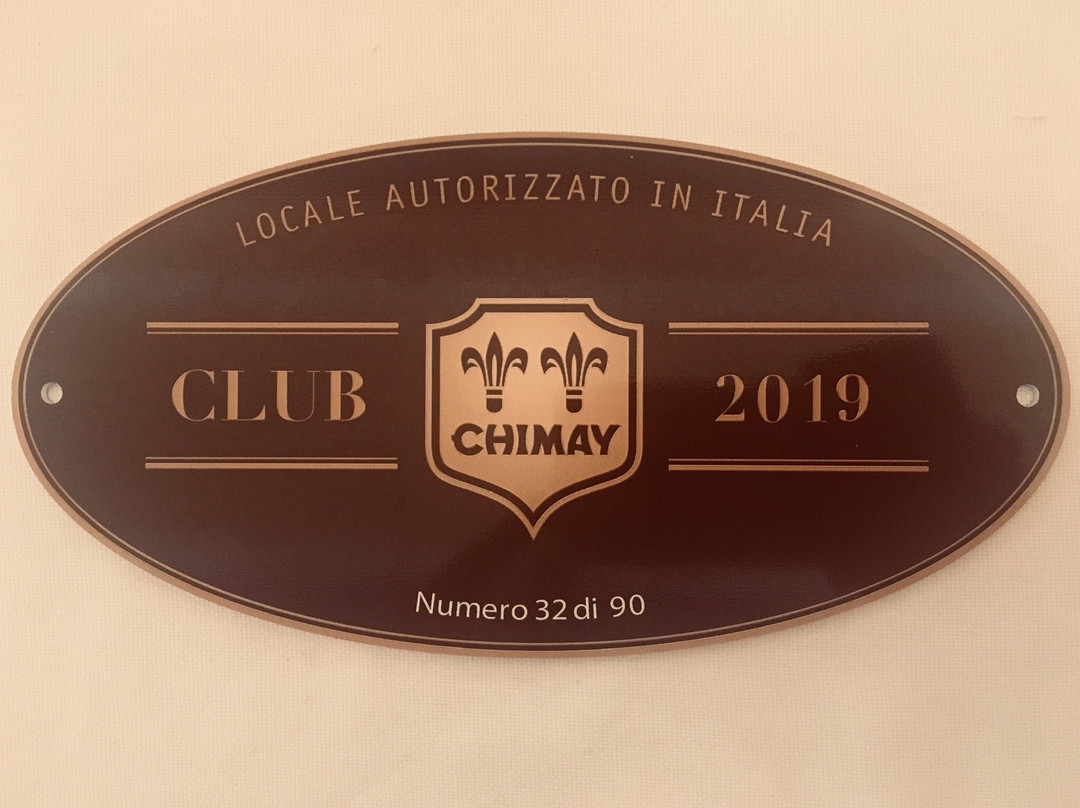 LOCALE AUTORIZZATO IN ITALIA
CLUB
CHIMAY
2019
Numero 32 di 90